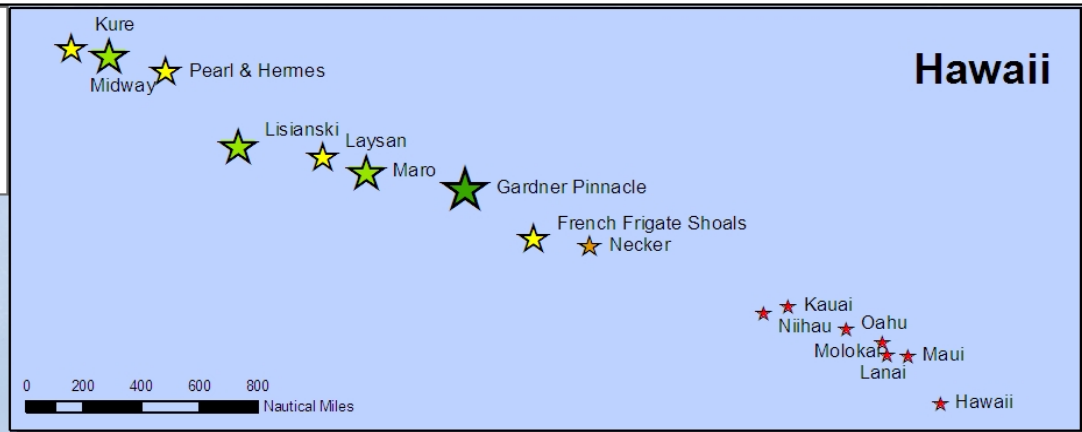 Kure
Hawaii
Midway
Pearl & Hermes
Lisianski
Laysan
Maro
Gardner Pinnacle
French Frigate Shoals
Necker
Kauai
Niihau
Oahu
Molokai
Maui
Lanai
Hawaii
0 200 400 600 800
Nautical Miles